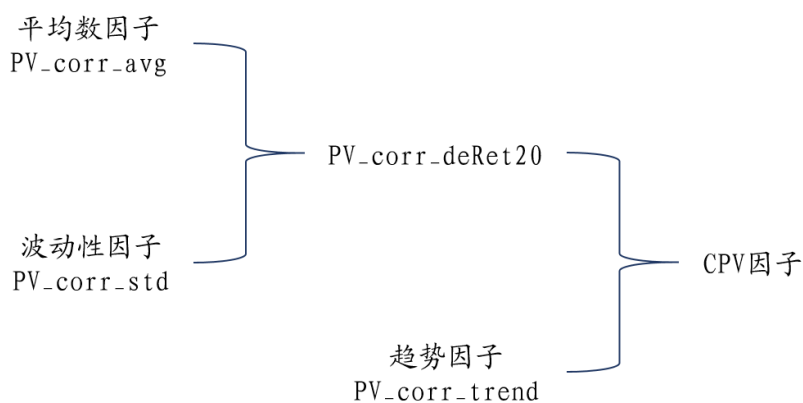 平均数因子
PV_corr_avg
PV_corr_deRet20
波动性因子
PV_corr_std
CPV因子
趋势因子
PV_corr_trend